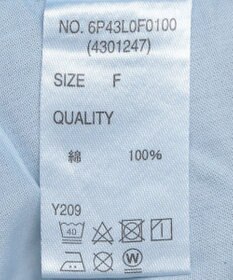 NO. 6P43L0F0100
(4301247)
SIZE F
QUALITY
綿 100%
Y209
40
W